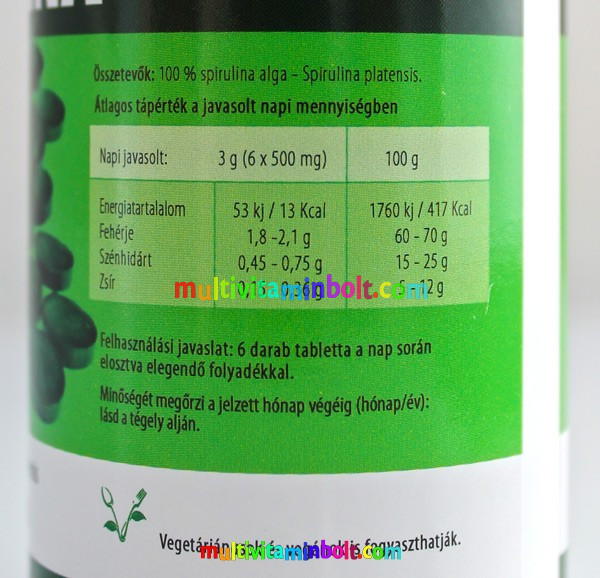 Összetevők: 100 % spirulina alga – Spirulina platensis.
Átlagos tápérték a javasolt napi mennyiségben
Napi javasolt: 3 g (6 x 500 mg) 100 g
Energiatartalalom 53 kj / 13 Kcal 1760 kj / 417 Kcal
Fehérje 1,8 -2,1 g 60 - 70 g
Szénhidárt 0,45 - 0,75 g 15 - 25 g
Zsír g - 12 g
multivitaminbolt.com
Felhasználási javaslat: 6 darab tabletta a nap során
elosztva elegendő folyadékkal.
Minőségét megőrzi a jelzett hónap végéig (hónap/év):
lásd a tégely alján.
Vegetárián is fogyaszthatják.
multivitaminbolt.com